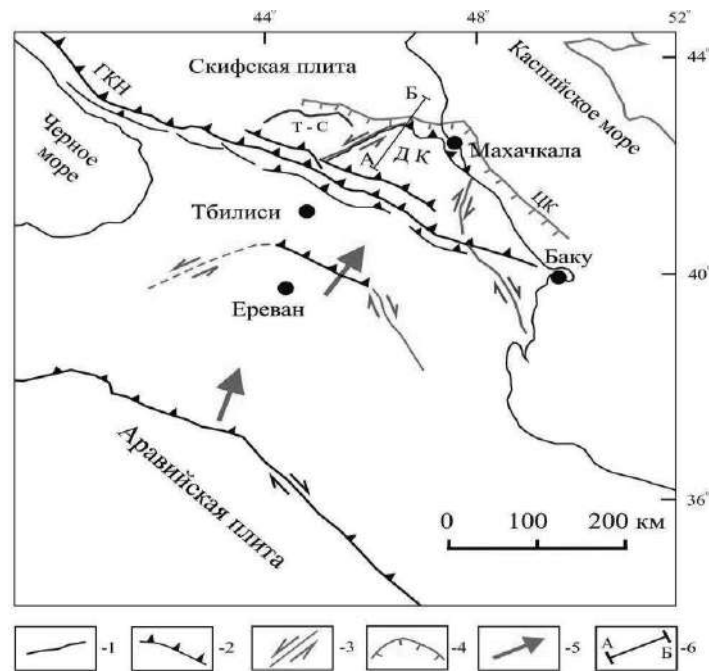 44°
48°
52°
44°
40°
36°
ГКН
Скифская плита
Каспийское море
Черное
море
Б
Т - С
А
ДК
Махачкала
ЦК
Тбилиси
Баку
Ереван
Аравийская плита
0 100 200 км
-1 -2 -3 -4 -5 А Б -6